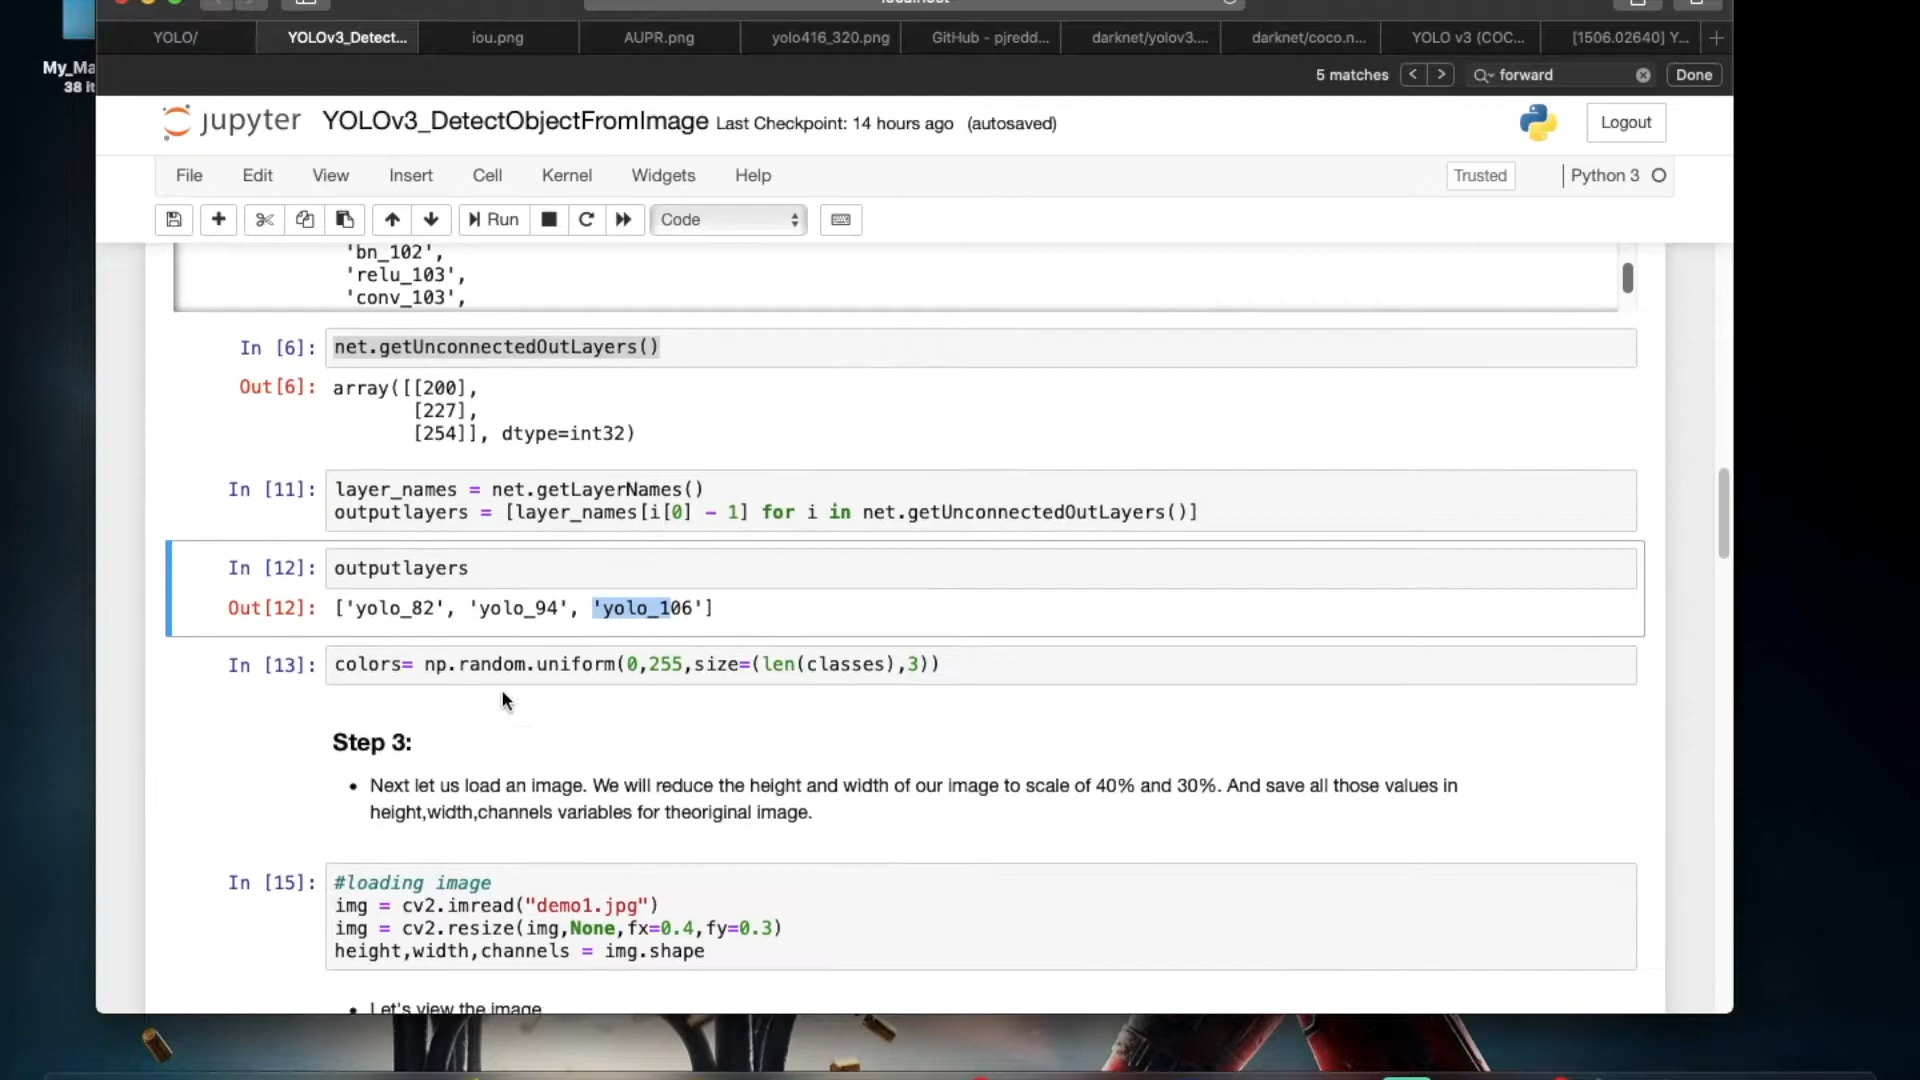 localhost
My_Ma
38 it
YOLO/
YOLOv3_Detect...
iou.png
AUPR.png
yolo416_320.png
GitHub - pjredd...
darknet/yolov3....
darknet/coco.n...
YOLO v3 (COC...
[1506.02640] Y...
5 matches
forward
Done
jupyter YOLOv3_DetectObjectFromImage Last Checkpoint: 14 hours ago (autosaved)
Logout
File Edit View Insert Cell Kernel Widgets Help
Trusted
Python 3
Run
Code
'bn_102',
'relu_103',
'conv_103',
In [6]: net.getUnconnectedOutLayers()
Out[6]: array([[200],
[227],
[254]], dtype=int32)
In [11]: layer_names = net.getLayerNames()
outputlayers = [layer_names[i[0] - 1] for i in net.getUnconnectedOutLayers()]
In [12]: outputlayers
Out[12]: ['yolo_82', 'yolo_94', 'yolo_106']
In [13]: colors= np.random.uniform(0,255,size=(len(classes),3))
Step 3:
• Next let us load an image. We will reduce the height and width of our image to scale of 40% and 30%. And save all those values in
height,width,channels variables for theoriginal image.
In [15]: #loading image
img = cv2.imread("demo1.jpg")
img = cv2.resize(img,None,fx=0.4,fy=0.3)
height,width,channels = img.shape
• Let's view the image